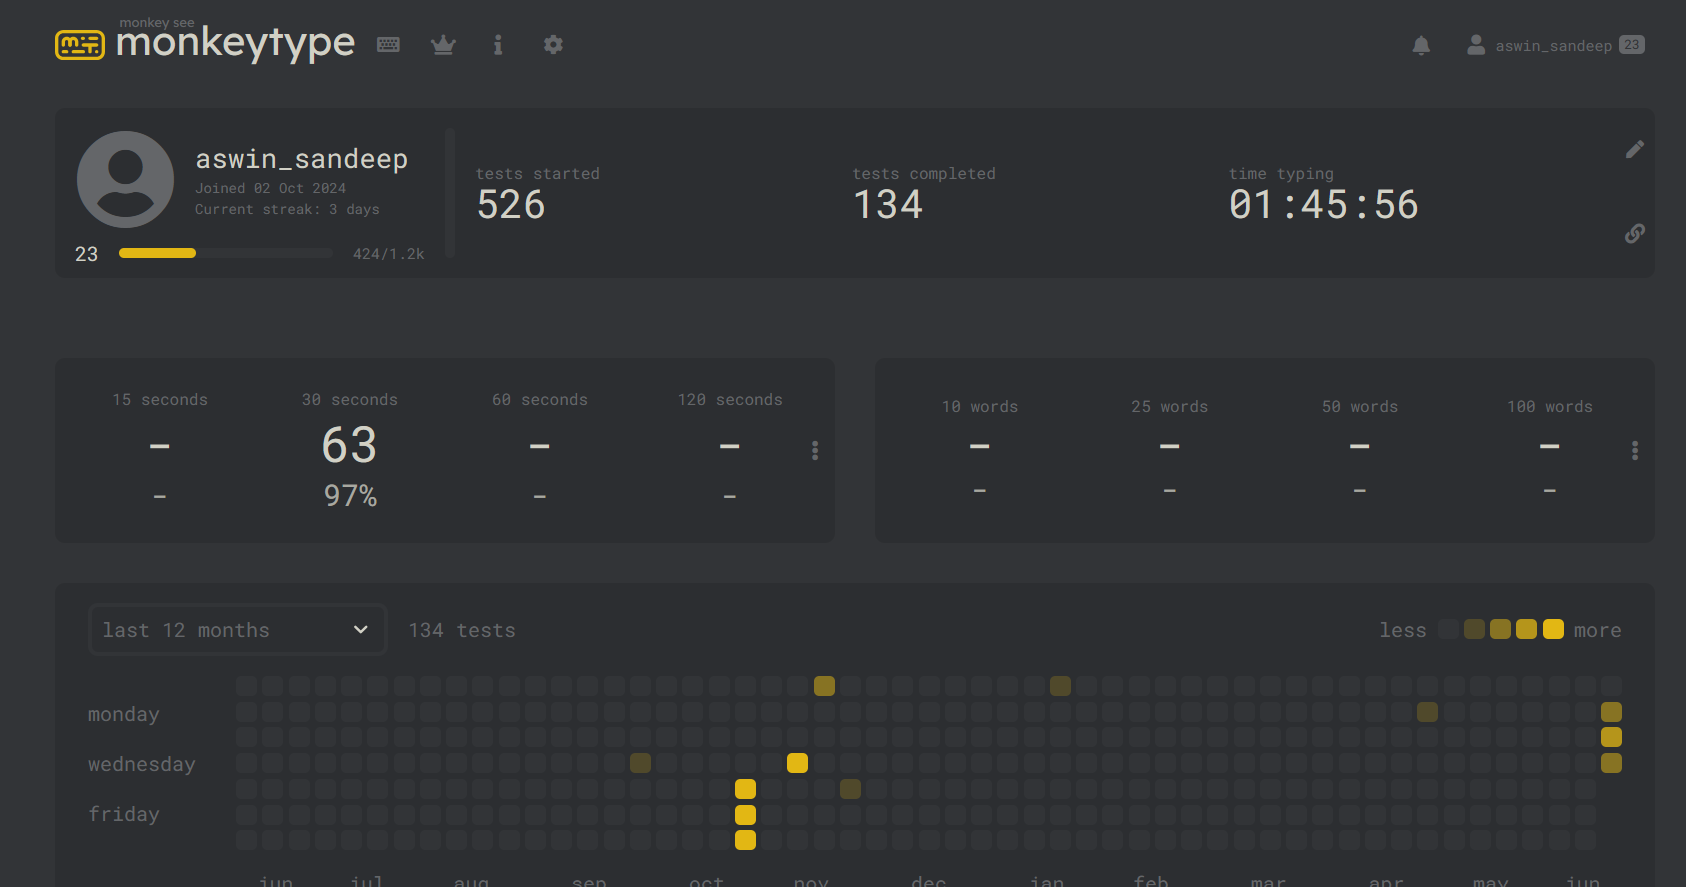 monkey see
monkeytype
aswin_sandeep 23
aswin_sandeep
Joined 02 Oct 2024
Current streak: 3 days
23 424/1.2k
tests started
526
tests completed
134
time typing
01:45:56
15 seconds 30 seconds 60 seconds 120 seconds
- 63 - -
- 97% - -
10 words 25 words 50 words 100 words
- - - -
- - - -
last 12 months 134 tests less more
monday
wednesday
friday
jun jul aug sep oct nov dec jan feb mar apr may jun